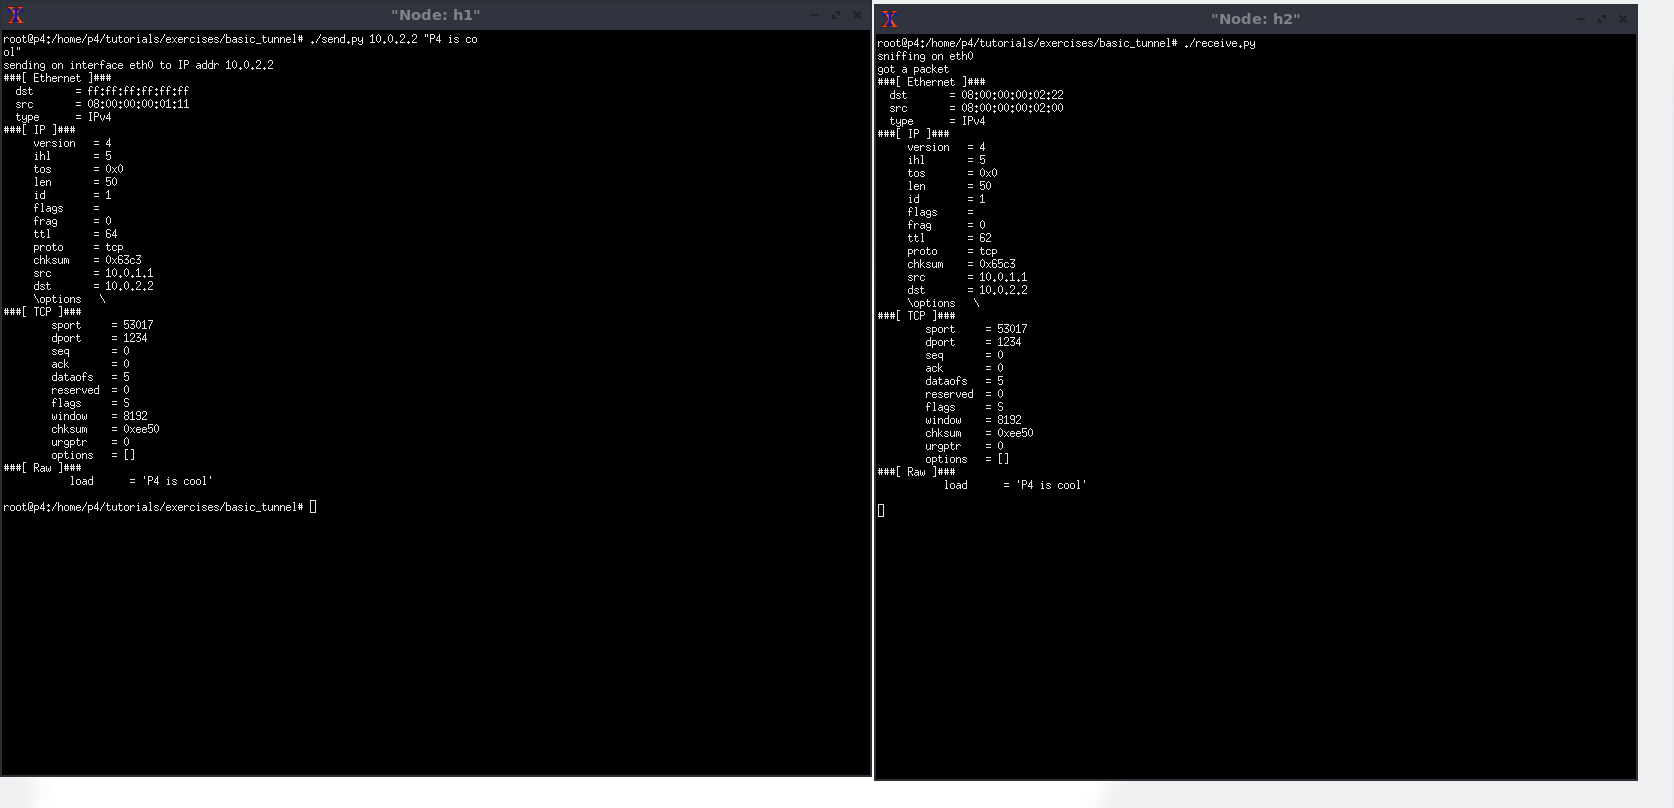 "Node: h1"
root@p4:/home/p4/tutorials/exercises/basic_tunnel# ./send.py 10.0.2.2 "P4 is co
ol"
sending on interface eth0 to IP addr 10.0.2.2
###[ Ethernet ]###
  dst       = ff:ff:ff:ff:ff:ff
  src       = 08:00:00:00:01:11
  type      = IPv4
###[ IP ]###
     version   = 4
     ihl       = 5
     tos       = 0x0
     len       = 50
     id        = 1
     flags     =
     frag      = 0
     ttl       = 64
     proto     = tcp
     chksum    = 0x63c3
     src       = 10.0.1.1
     dst       = 10.0.2.2
     \options   \
###[ TCP ]###
        sport     = 53017
        dport     = 1234
        seq       = 0
        ack       = 0
        dataofs   = 5
        reserved  = 0
        flags     = S
        window    = 8192
        chksum    = 0xee50
        urgptr    = 0
        options   = []
###[ Raw ]###
           load      = 'P4 is cool'
root@p4:/home/p4/tutorials/exercises/basic_tunnel#
"Node: h2"
root@p4:/home/p4/tutorials/exercises/basic_tunnel# ./receive.py
sniffing on eth0
got a packet
###[ Ethernet ]###
  dst       = 08:00:00:00:02:22
  src       = 08:00:00:00:02:00
  type      = IPv4
###[ IP ]###
     version   = 4
     ihl       = 5
     tos       = 0x0
     len       = 50
     id        = 1
     flags     =
     frag      = 0
     ttl       = 62
     proto     = tcp
     chksum    = 0x65c3
     src       = 10.0.1.1
     dst       = 10.0.2.2
     \options   \
###[ TCP ]###
        sport     = 53017
        dport     = 1234
        seq       = 0
        ack       = 0
        dataofs   = 5
        reserved  = 0
        flags     = S
        window    = 8192
        chksum    = 0xee50
        urgptr    = 0
        options   = []
###[ Raw ]###
           load      = 'P4 is cool'